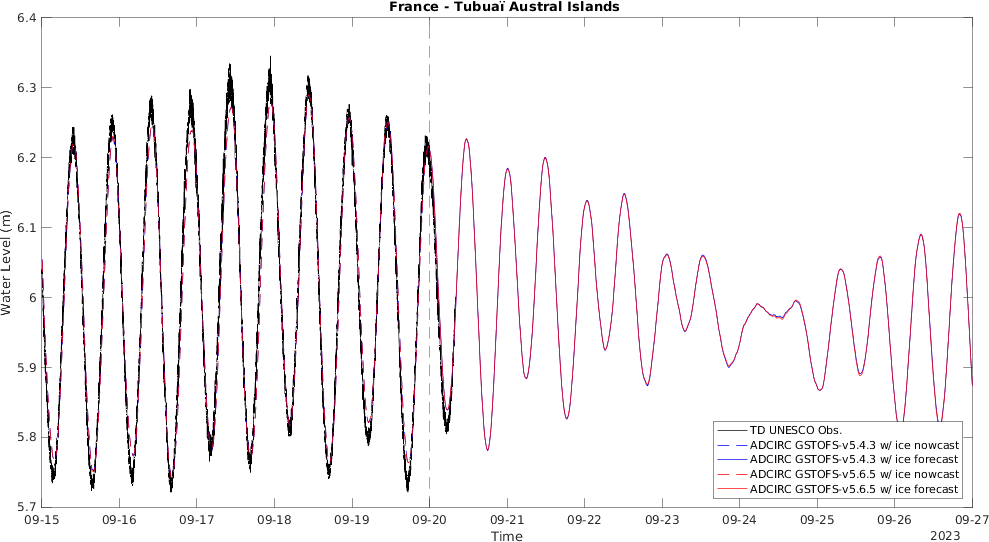 France - Tubuaï Austral Islands
6.4
6.3
6.2
6.1
6
5.9
5.8
5.7
Water Level (m)
TD UNESCO Obs.
ADCIRC GSTOFS-v5.4.3 w/ ice nowcast
ADCIRC GSTOFS-v5.4.3 w/ ice forecast
ADCIRC GSTOFS-v5.6.5 w/ ice nowcast
ADCIRC GSTOFS-v5.6.5 w/ ice forecast
09-15 09-16 09-17 09-18 09-19 09-20 09-21 09-22 09-23 09-24 09-25 09-26 09-27
Time
2023